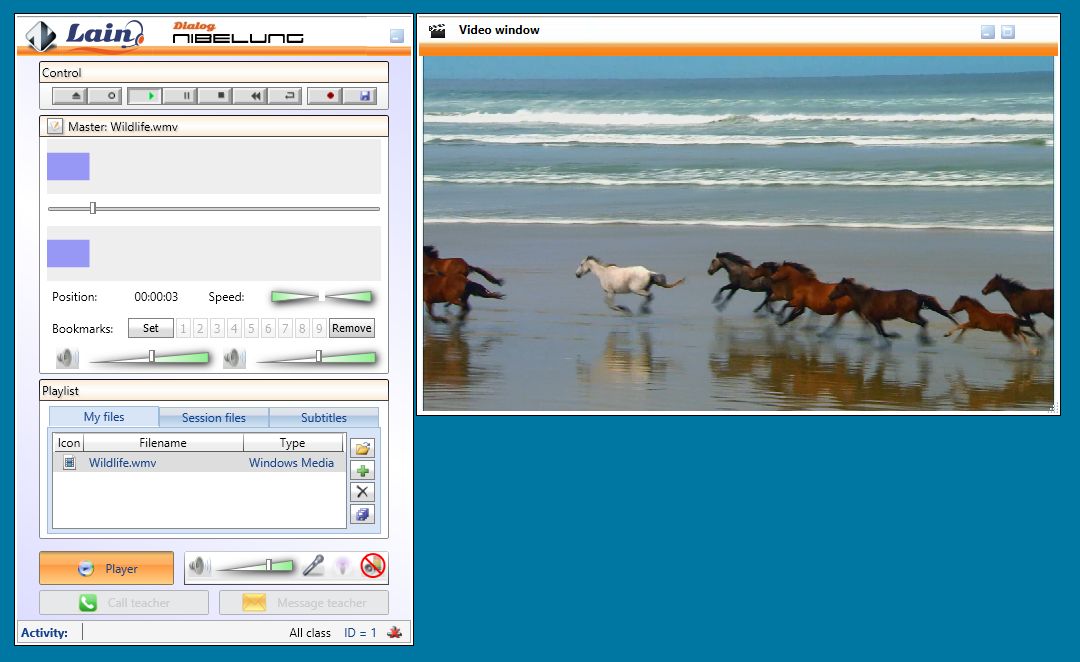 Lain
Dialog
NIBELUNG
Video window
Control
Master: Wildlife.wmv
Position: 00:00:03 Speed:
Bookmarks: Set 1 2 3 4 5 6 7 8 9 Remove
Playlist
My files Session files Subtitles
Icon Filename Type
Wildlife.wmv Windows Media
Player
Call teacher Message teacher
Activity: All class ID = 1